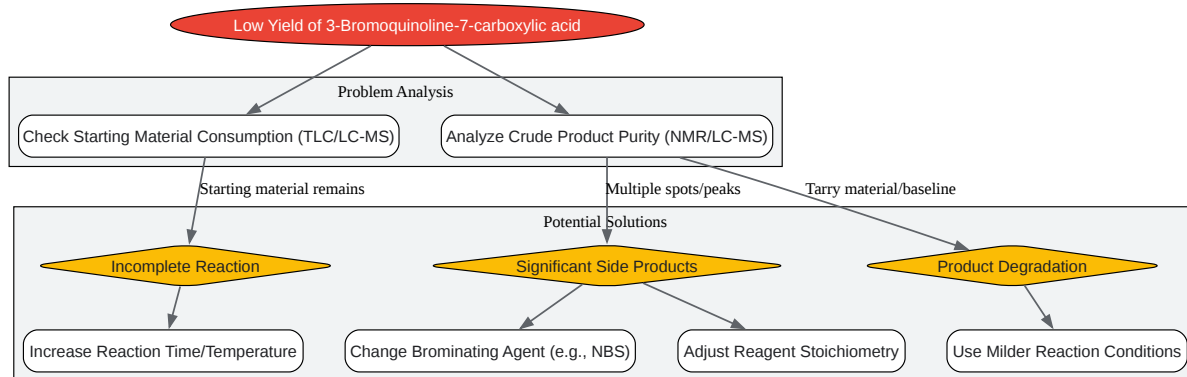 Low Yield of 3-Bromoquinoline-7-carboxylic acid
Problem Analysis
Check Starting Material Consumption (TLC/LC-MS)
Analyze Crude Product Purity (NMR/LC-MS)
Starting material remains
Multiple spots/peaks
Tarry material/baseline
Potential Solutions
Incomplete Reaction
Significant Side Products
Product Degradation
Increase Reaction Time/Temperature
Change Brominating Agent (e.g., NBS)
Adjust Reagent Stoichiometry
Use Milder Reaction Conditions